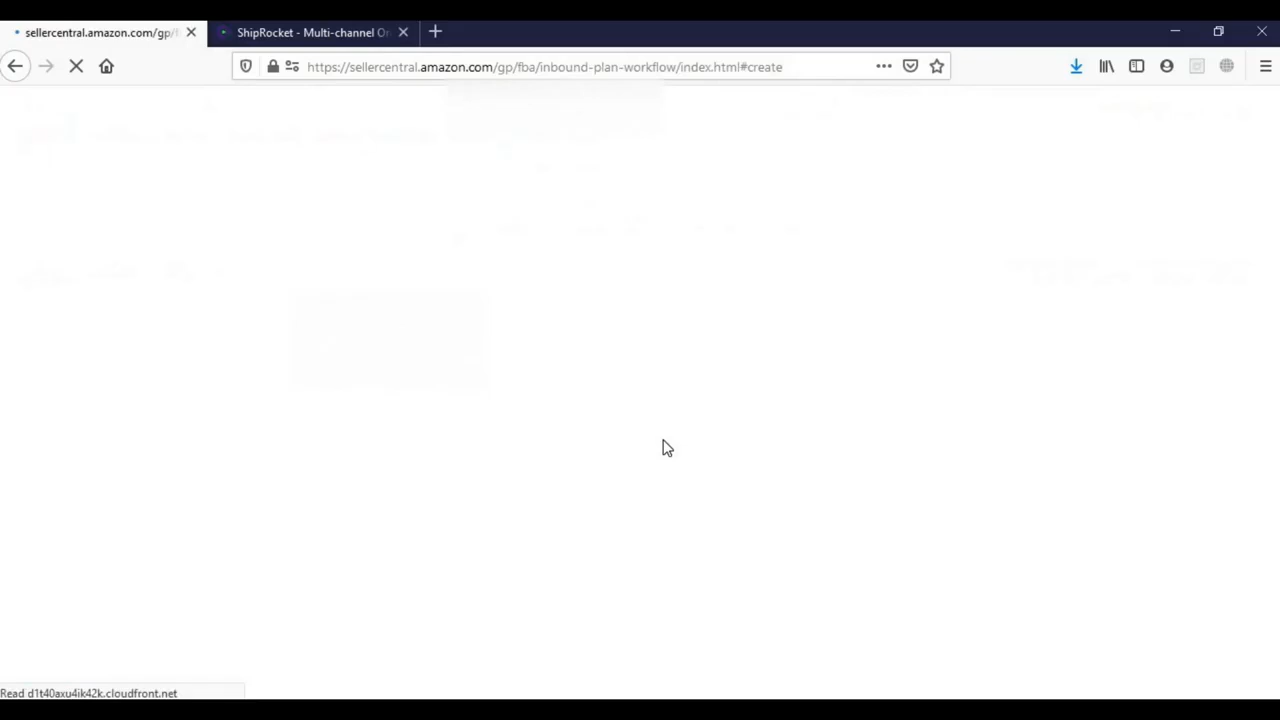 sellercentral.amazon.com/gp/f
ShipRocket - Multi-channel Or
https://sellercentral.amazon.com/gp/fba/inbound-plan-workflow/index.html#create
Read d1t40axu4ik42k.cloudfront.net